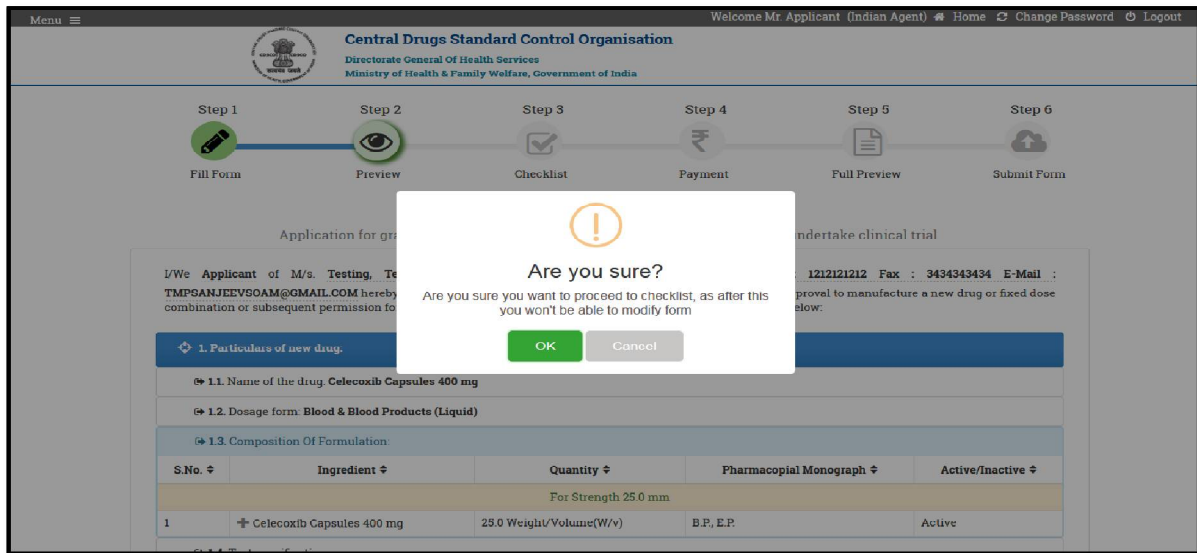 Menu
Welcome Mr. Applicant (Indian Agent) Home Change Password Logout
Central Drugs Standard Control Organisation
Directorate General Of Health Services
Ministry of Health & Family Welfare, Government of India
Step 1 Step 2 Step 3 Step 4 Step 5 Step 6
₹
Fill Form Preview Checklist Payment Full Preview Submit Form
Application for gra
ndertake clinical trial
Are you sure?
Are you sure you want to proceed to checklist, as after this
you won't be able to modify form
OK Cancel
I/We Applicant of M/s. Testing, Te 1212121212 Fax : 3434343434 E-Mail :
TMPSANJEEVSOAM@GMAIL.COM hereby proval to manufacture a new drug or fixed dose
combination or subsequent permission fo elow:
1. Particulars of new drug.
1.1. Name of the drug: Celecoxib Capsules 400 mg
1.2. Dosage form: Blood & Blood Products (Liquid)
1.3. Composition Of Formulation:
S.No. Ingredient Quantity Pharmacopial Monograph Active/Inactive
For Strength 25.0 mm
1 Celecoxib Capsules 400 mg 25.0 Weight/Volume(W/v) B.P., E.P. Active